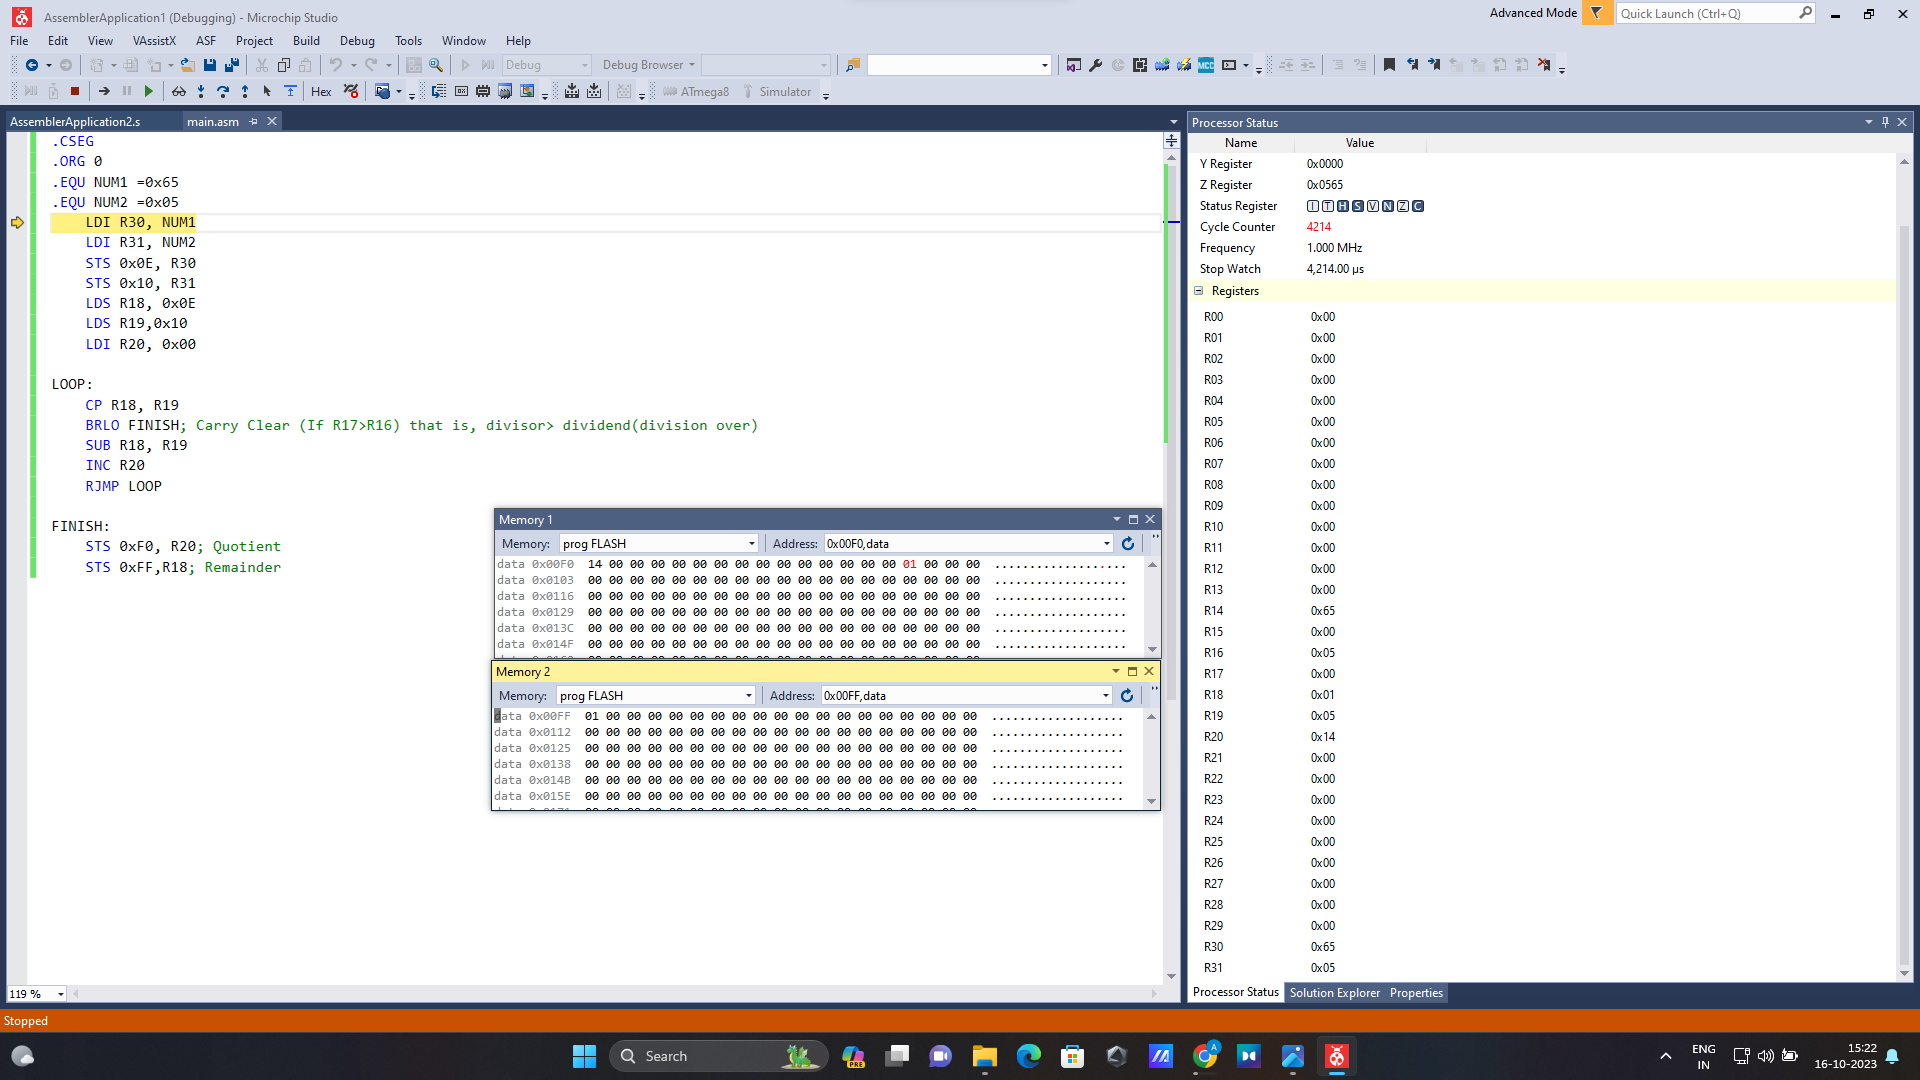 AssemblerApplication1 (Debugging) - Microchip Studio
Advanced Mode
Quick Launch (Ctrl+Q)
File Edit View VAssistX ASF Project Build Debug Tools Window Help
Debug Debug Browser
Hex ATmega8 Simulator
AssemblerApplication2.s main.asm
.CSEG
.ORG 0
.EQU NUM1 =0x65
.EQU NUM2 =0x05
LDI R30, NUM1
LDI R31, NUM2
STS 0x0E, R30
STS 0x10, R31
LDS R18, 0x0E
LDS R19,0x10
LDI R20, 0x00
LOOP:
CP R18, R19
BRLO FINISH; Carry Clear (If R17>R16) that is, divisor> dividend(division over)
SUB R18, R19
INC R20
RJMP LOOP
FINISH:
STS 0xF0, R20; Quotient
STS 0xFF,R18; Remainder
119 %
Memory 1
Memory: prog FLASH Address: 0x00F0,data
data 0x00F0 14 00 00 00 00 00 00 00 00 00 00 00 00 00 00 01 00 00 00 ...................
data 0x0103 00 00 00 00 00 00 00 00 00 00 00 00 00 00 00 00 00 00 00 ...................
data 0x0116 00 00 00 00 00 00 00 00 00 00 00 00 00 00 00 00 00 00 00 ...................
data 0x0129 00 00 00 00 00 00 00 00 00 00 00 00 00 00 00 00 00 00 00 ...................
data 0x013C 00 00 00 00 00 00 00 00 00 00 00 00 00 00 00 00 00 00 00 ...................
data 0x014F 00 00 00 00 00 00 00 00 00 00 00 00 00 00 00 00 00 00 00 ...................
Memory 2
Memory: prog FLASH Address: 0x00FF,data
data 0x00FF 01 00 00 00 00 00 00 00 00 00 00 00 00 00 00 00 00 00 00 ...................
data 0x0112 00 00 00 00 00 00 00 00 00 00 00 00 00 00 00 00 00 00 00 ...................
data 0x0125 00 00 00 00 00 00 00 00 00 00 00 00 00 00 00 00 00 00 00 ...................
data 0x0138 00 00 00 00 00 00 00 00 00 00 00 00 00 00 00 00 00 00 00 ...................
data 0x014B 00 00 00 00 00 00 00 00 00 00 00 00 00 00 00 00 00 00 00 ...................
data 0x015E 00 00 00 00 00 00 00 00 00 00 00 00 00 00 00 00 00 00 00 ...................
Processor Status
Name Value
Y Register 0x0000
Z Register 0x0565
Status Register I T H S V N Z C
Cycle Counter 4214
Frequency 1.000 MHz
Stop Watch 4,214.00 µs
Registers
R00 0x00
R01 0x00
R02 0x00
R03 0x00
R04 0x00
R05 0x00
R06 0x00
R07 0x00
R08 0x00
R09 0x00
R10 0x00
R11 0x00
R12 0x00
R13 0x00
R14 0x65
R15 0x00
R16 0x05
R17 0x00
R18 0x01
R19 0x05
R20 0x14
R21 0x00
R22 0x00
R23 0x00
R24 0x00
R25 0x00
R26 0x00
R27 0x00
R28 0x00
R29 0x00
R30 0x65
R31 0x05
Processor Status Solution Explorer Properties
Stopped
Search
ENG
IN
15:22
16-10-2023